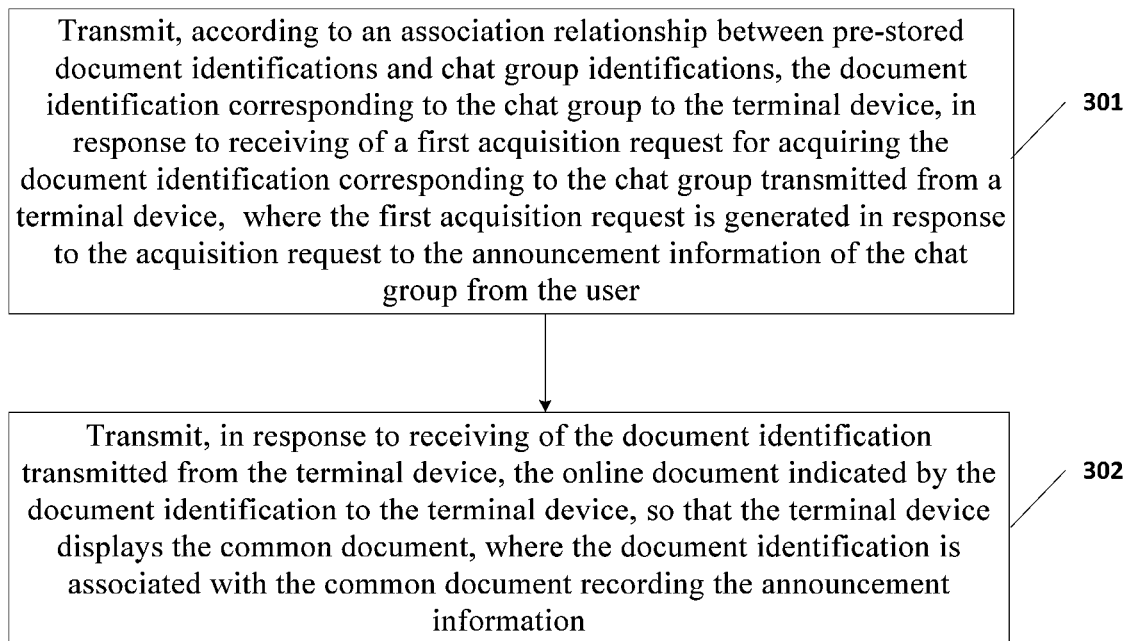 Transmit, according to an association relationship between pre-stored
document identifications and chat group identifications, the document
identification corresponding to the chat group to the terminal device, in
response to receiving of a first acquisition request for acquiring the
document identification corresponding to the chat group transmitted from a
terminal device, where the first acquisition request is generated in response
to the acquisition request to the announcement information of the chat
group from the user
301
Transmit, in response to receiving of the document identification
transmitted from the terminal device, the online document indicated by the
document identification to the terminal device, so that the terminal device
displays the common document, where the document identification is
associated with the common document recording the announcement
information
302